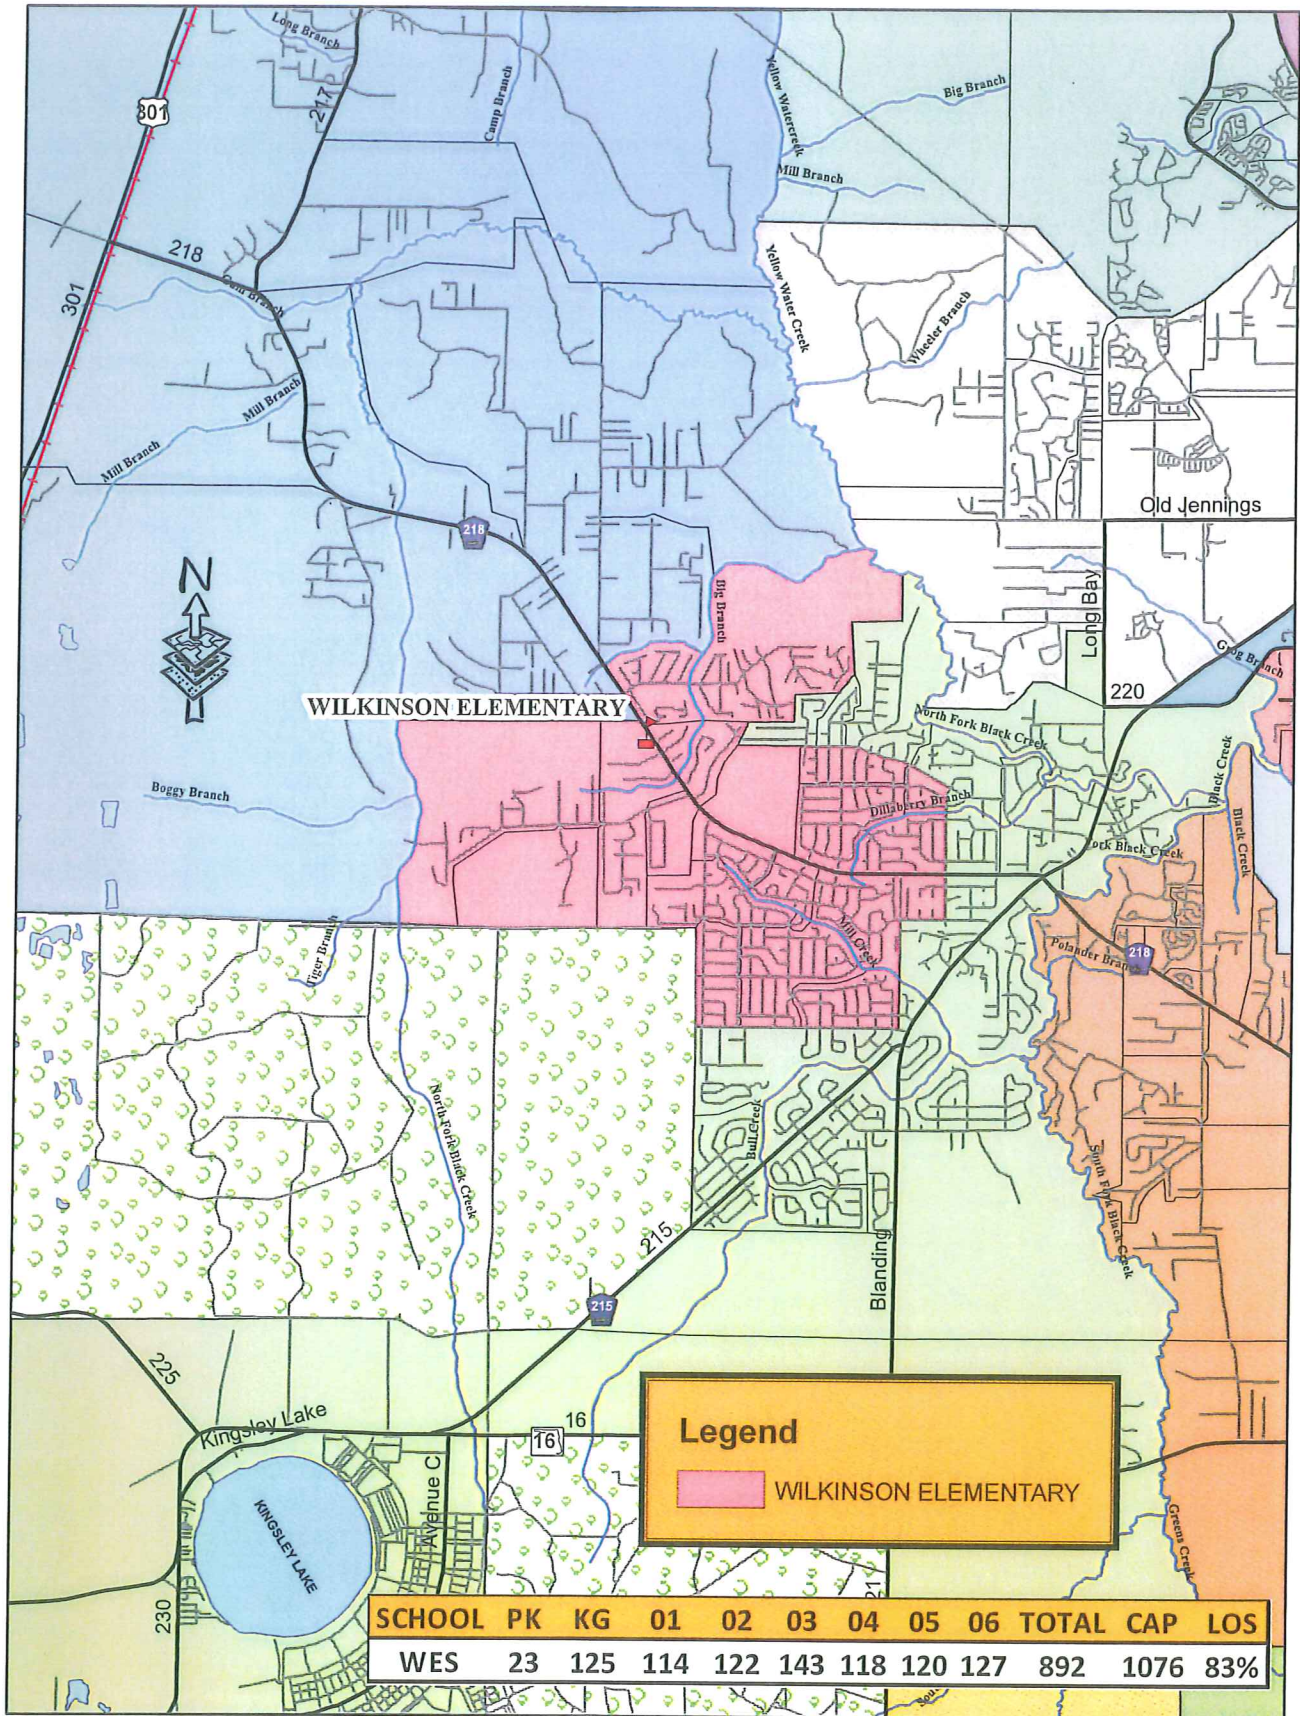 Long Branch
301
217
Camp Branch
Yellow Watercreek
Big Branch
Mill Branch
218
Yellow Water Creek
301
Wheeler Branch
Mill Branch
Mill Branch
Old Jennings
218
N
Big Branch
Long Bay
Grog Branch
220
WILKINSON ELEMENTARY
North Fork Black Creek
Black Creek
Boggy Branch
Dillaberry Branch
Black Creek
Fork Black Creek
Mill Creek
Tiger Branch
Polander Branch
218
North Fork Black Creek
Bull Creek
South Fork Black Creek
215
Blanding
215
225
Kingsley Lake
16
16
Legend
WILKINSON ELEMENTARY
Avenue C
KINGSLEY LAKE
Greens Creek
21
230
SCHOOL PK KG 01 02 03 04 05 06 TOTAL CAP LOS
WES 23 125 114 122 143 118 120 127 892 1076 83%